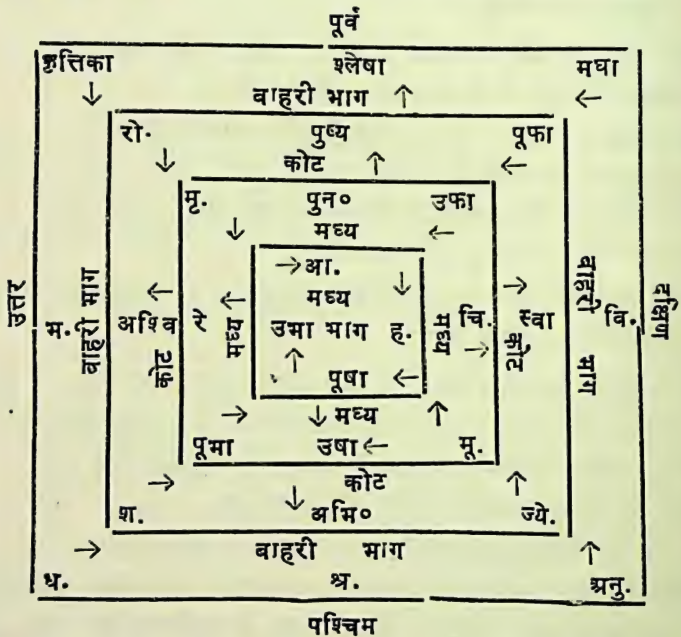 पूर्व
कृत्तिका श्लेषा मघा
↓ वाहरी भाग ↑ ←
रो. पुष्य पूफा
↓ कोट ↑ ←
मृ. पुन० उफा
↓ मध्य ←
→ आ. ↓
मध्य
उत्तर भ. वाहरी भाग ← अश्वि कोट रे ← मध्य उभा भाग ह. मध्य चि. → स्वा → कोट वाहरी भाग वि. दक्षिण
↑ पूषा ←
→ ↓ मध्य ↑
पूभा उषा ← मू.
→ कोट ↑
श. ↓ अभि० ज्ये.
→ वाहरी भाग ↑
ध. श्र. अनु.
पश्चिम